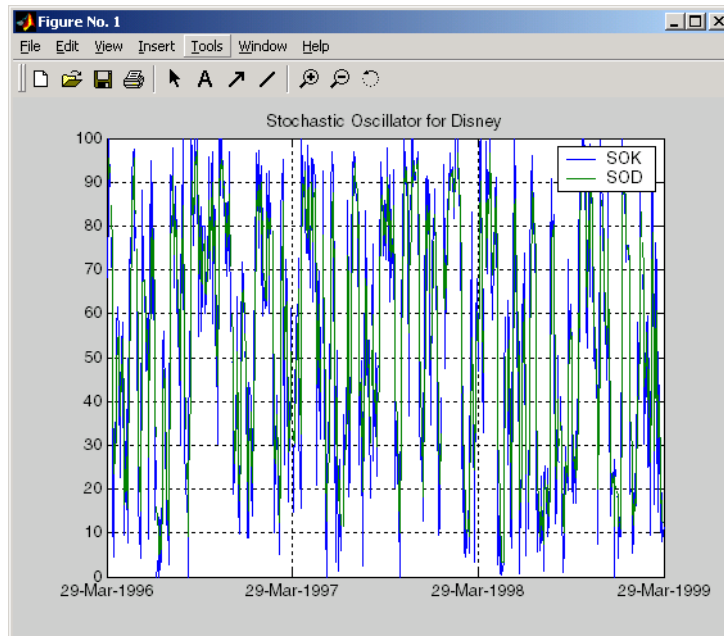 Figure No. 1
File Edit View Insert Tools Window Help
A
Stochastic Oscillator for Disney
100
90
80
70
60
50
40
30
20
10
0
SOK
SOD
29-Mar-1996 29-Mar-1997 29-Mar-1998 29-Mar-1999